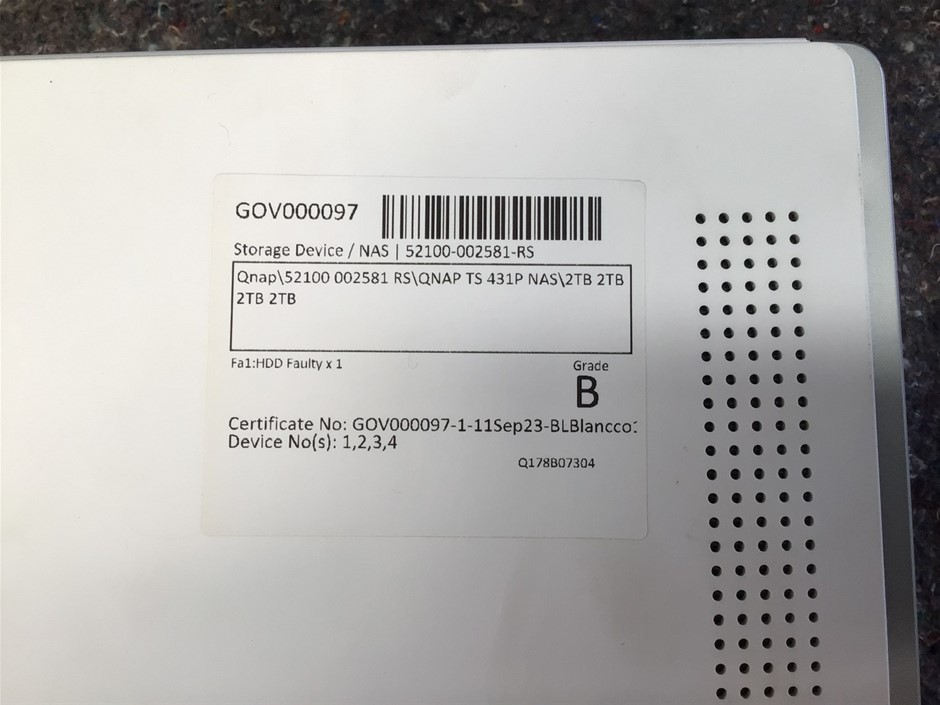 GOV000097
Storage Device / NAS | 52100-002581-RS
Qnap\52100 002581 RS\QNAP TS 431P NAS\2TB 2TB
2TB 2TB
Fa1:HDD Faulty x 1
Grade
B
Certificate No: GOV000097-1-11Sep23-BLBlancco
Device No(s): 1,2,3,4
Q178B07304